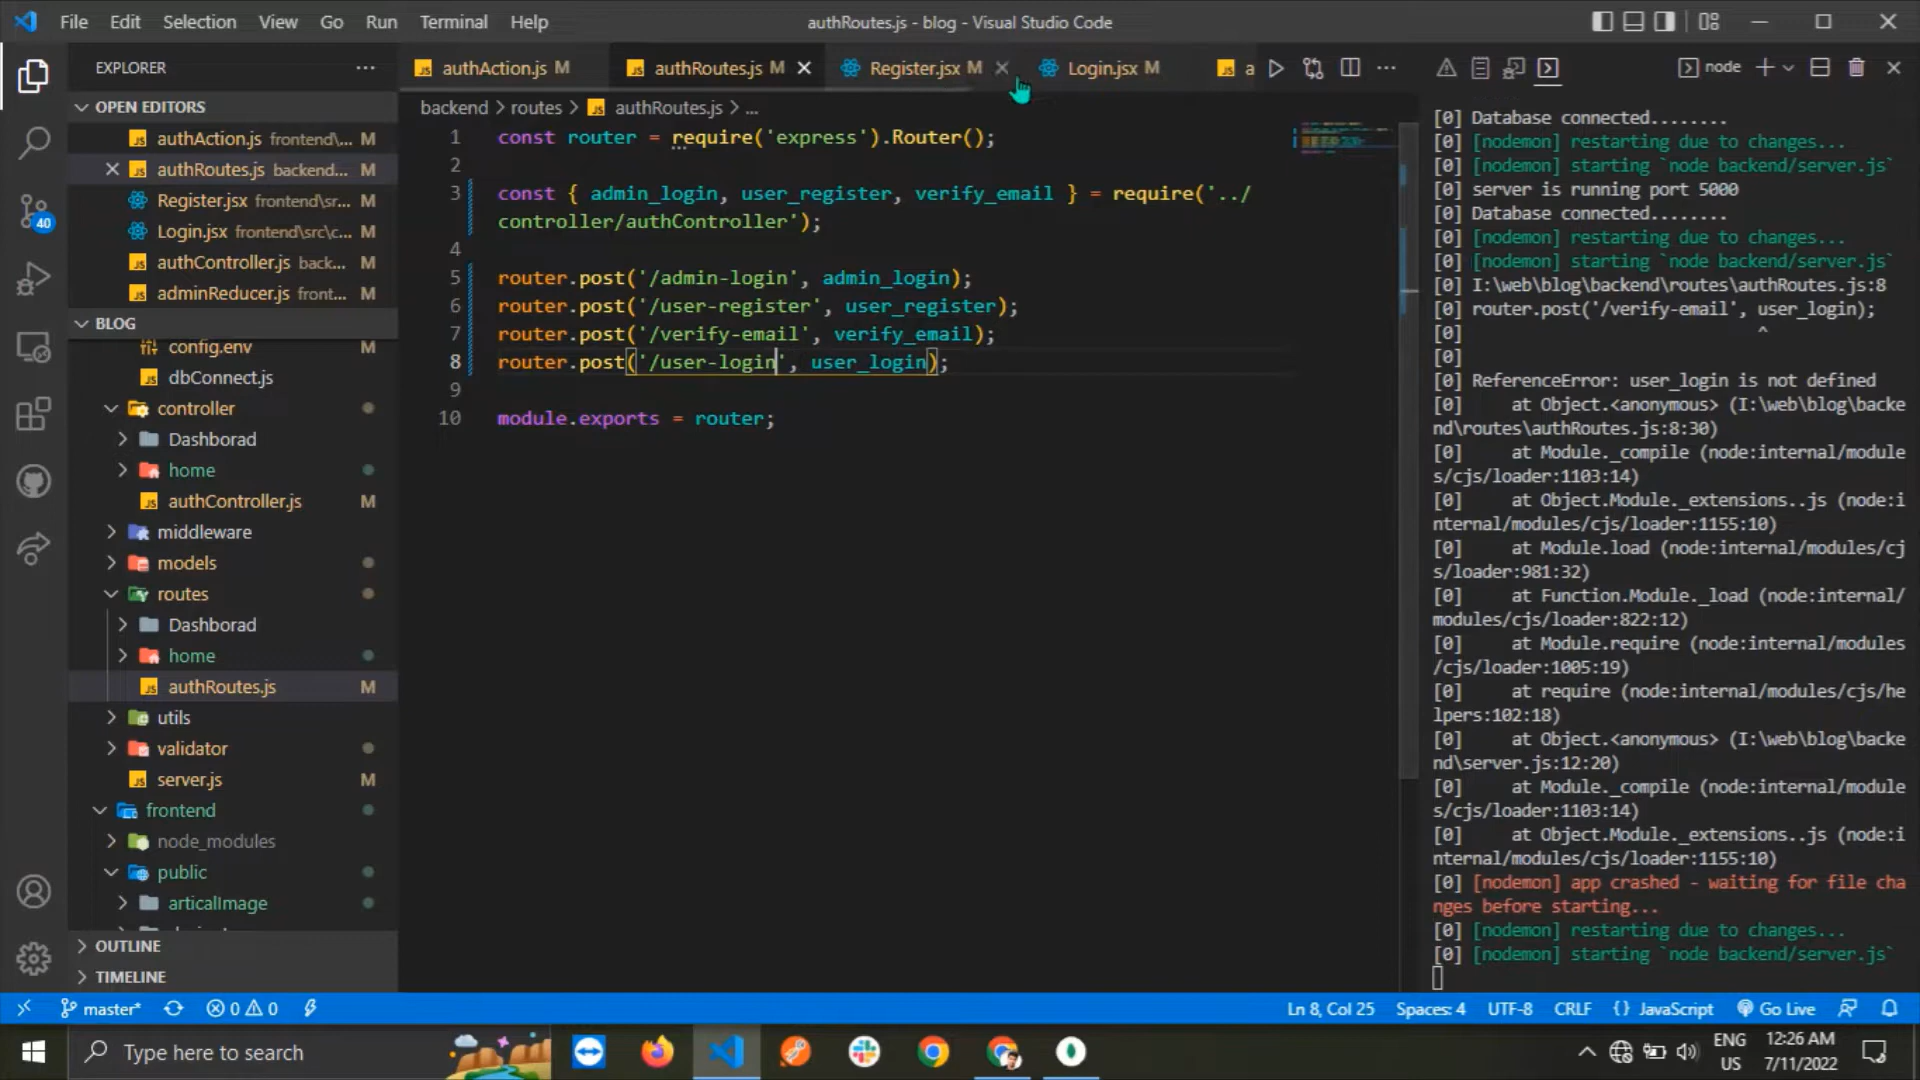 File Edit Selection View Go Run Terminal Help
authRoutes.js - blog - Visual Studio Code
EXPLORER
OPEN EDITORS
authAction.js frontend\... M
authRoutes.js backend... M
Register.jsx frontend\sr... M
Login.jsx frontend\src\c... M
authController.js back... M
adminReducer.js front... M
BLOG
config.env M
dbConnect.js
controller
Dashborad
home
authController.js M
middleware
models
routes
Dashborad
home
authRoutes.js M
utils
validator
server.js M
frontend
node_modules
public
articalImage
OUTLINE
TIMELINE
40
authAction.js M authRoutes.js M Register.jsx M Login.jsx M a
backend > routes > authRoutes.js > ...
1 const router = require('express').Router();
2
3 const { admin_login, user_register, verify_email } = require('../
controller/authController');
4
5 router.post('/admin-login', admin_login);
6 router.post('/user-register', user_register);
7 router.post('/verify-email', verify_email);
8 router.post('/user-login', user_login);
9
10 module.exports = router;
node
[0] Database connected........
[0] [nodemon] restarting due to changes...
[0] [nodemon] starting `node backend/server.js`
[0] server is running port 5000
[0] Database connected........
[0] [nodemon] restarting due to changes...
[0] [nodemon] starting `node backend/server.js`
[0] I:\web\blog\backend\routes\authRoutes.js:8
[0] router.post('/verify-email', user_login);
[0] ^
[0]
[0] ReferenceError: user_login is not defined
[0] at Object.<anonymous> (I:\web\blog\backe
nd\routes\authRoutes.js:8:30)
[0] at Module._compile (node:internal/module
s/cjs/loader:1103:14)
[0] at Object.Module._extensions..js (node:i
nternal/modules/cjs/loader:1155:10)
[0] at Module.load (node:internal/modules/cj
s/loader:981:32)
[0] at Function.Module._load (node:internal/
modules/cjs/loader:822:12)
[0] at Module.require (node:internal/modules
/cjs/loader:1005:19)
[0] at require (node:internal/modules/cjs/he
lpers:102:18)
[0] at Object.<anonymous> (I:\web\blog\backe
nd\server.js:12:20)
[0] at Module._compile (node:internal/module
s/cjs/loader:1103:14)
[0] at Object.Module._extensions..js (node:i
nternal/modules/cjs/loader:1155:10)
[0] [nodemon] app crashed - waiting for file cha
nges before starting...
[0] [nodemon] restarting due to changes...
[0] [nodemon] starting `node backend/server.js`
master* 0 0 Ln 8, Col 25 Spaces: 4 UTF-8 CRLF {} JavaScript Go Live
Type here to search
ENG
US
12:26 AM
7/11/2022